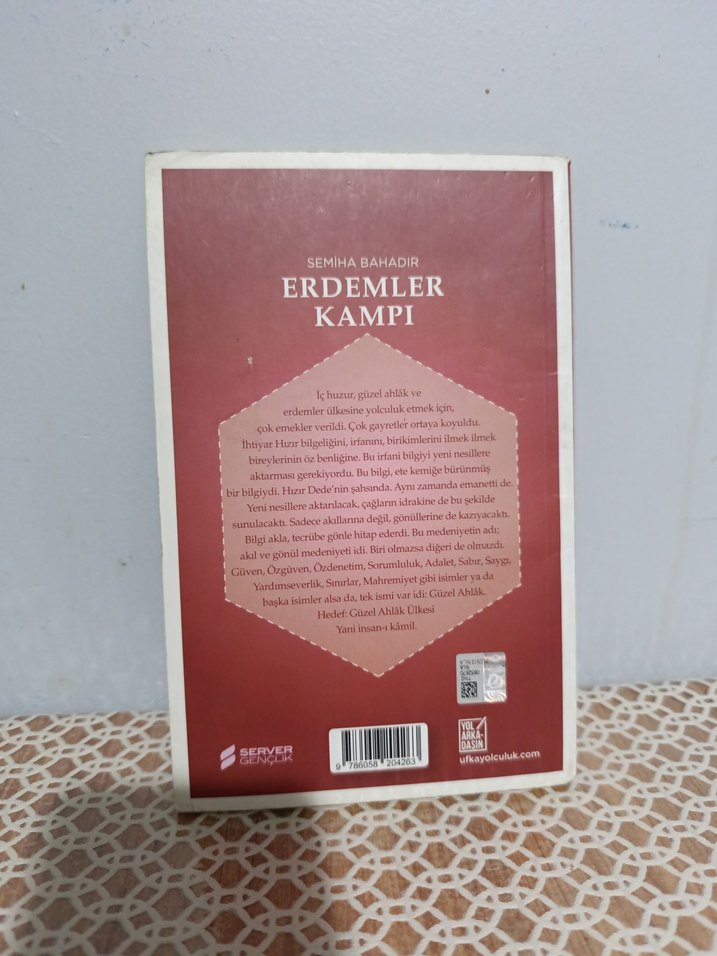 SEMİHA BAHADIR
ERDEMLER
KAMPI
İç huzur, güzel ahlâk ve
erdemler ülkesine yolculuk etmek için,
çok emekler verildi. Çok gayretler ortaya koyuldu.
İhtiyar Hızır bilgeliğini, irfanını, birikimlerini ilmek ilmek
bireylerinin öz benliğine. Bu irfani bilgiyi yeni nesillere
aktarması gerekiyordu. Bu bilgi, ete kemiğe bürünmüş
bir bilgiydi. Hızır Dede'nin şahsında. Aynı zamanda emanetti de.
Yeni nesillere aktarılacak, çağların idrakine de bu şekilde
sunulacaktı. Sadece akıllarına değil, gönüllerine de kazıyacaktı.
Bilgi akla, tecrübe gönle hitap ederdi. Bu medeniyetin adı;
akıl ve gönül medeniyeti idi. Biri olmazsa diğeri de olmazdı.
Güven, Özgüven, Özdenetim, Sorumluluk, Adalet, Sabır, Saygı,
Yardımseverlik, Sınırlar, Mahremiyet gibi isimler ya da
başka isimler alsa da, tek ismi var idi: Güzel Ahlâk.
Hedef: Güzel Ahlâk Ülkesi
Yani insan-ı kâmil.
SERVER
GENÇLİK
9 786058 204263
YOL
ARKA-
DAŞIN
ufkayolculuk.com